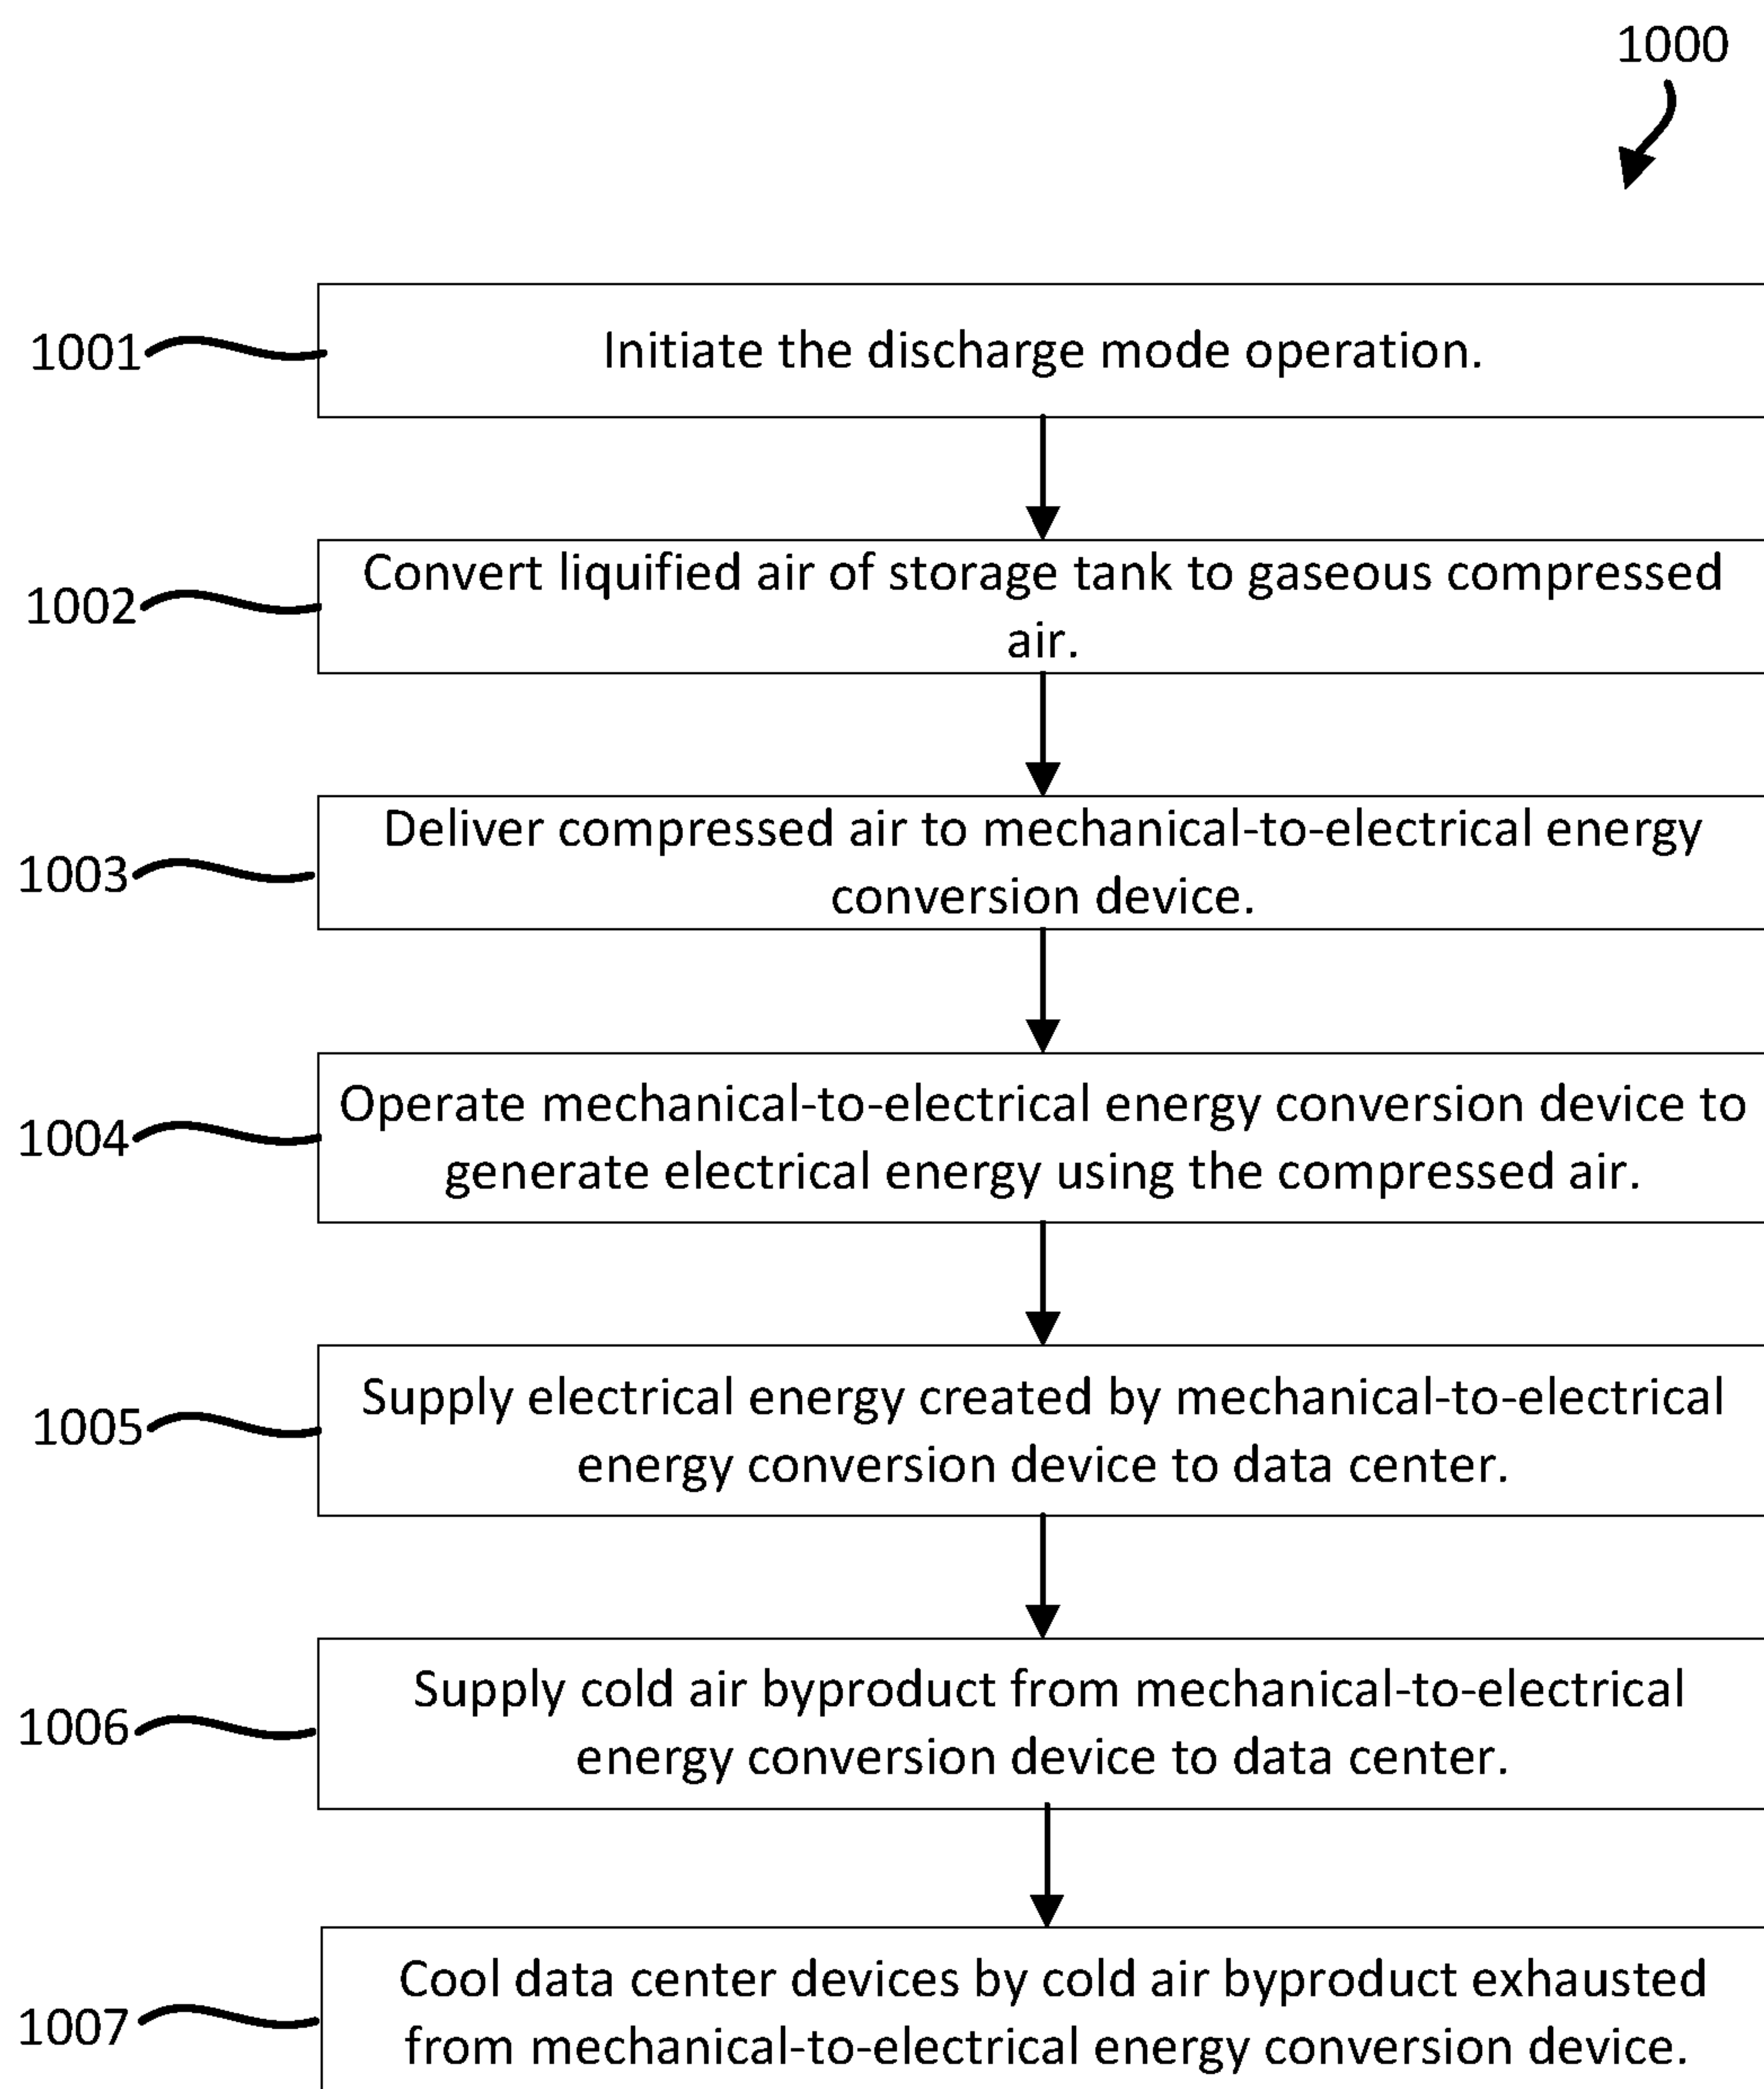 1000
1001
Initiate the discharge mode operation.
1002
Convert liquified air of storage tank to gaseous compressed
air.
1003
Deliver compressed air to mechanical-to-electrical energy
conversion device.
1004
Operate mechanical-to-electrical energy conversion device to
generate electrical energy using the compressed air.
1005
Supply electrical energy created by mechanical-to-electrical
energy conversion device to data center.
1006
Supply cold air byproduct from mechanical-to-electrical
energy conversion device to data center.
1007
Cool data center devices by cold air byproduct exhausted
from mechanical-to-electrical energy conversion device.